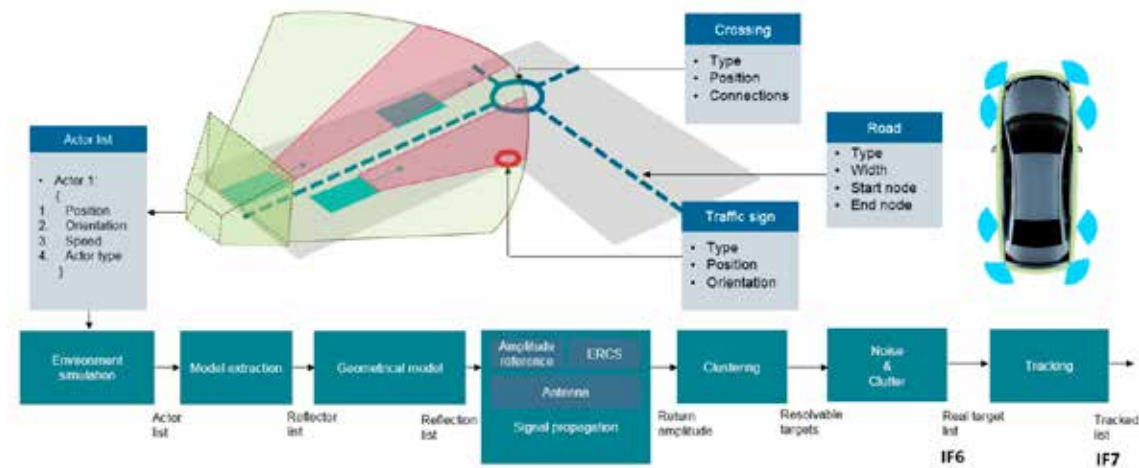 Crossing
• Type
• Position
• Connections
Actor list
• Actor 1:
{
1. Position
2. Orientation
3. Speed
4. Actor type
}
Road
• Type
• Width
• Start node
• End node
Traffic sign
• Type
• Position
• Orientation
Environment
simulation
Model extraction
Geometrical model
Amplitude
reference
ERCS
Antenna
Signal propagation
Clustering
Noise
&
Clutter
Tracking
Actor
list
Reflector
list
Reflection
list
Return
amplitude
Resolvable
targets
Real target
list
IF6
Tracked
list
IF7